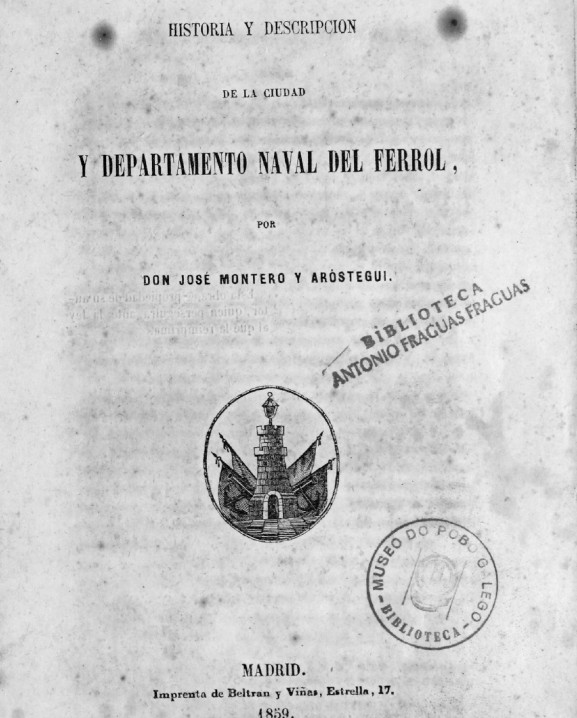 HISTORIA Y DESCRIPCION
DE LA CIUDAD
Y DEPARTAMENTO NAVAL DEL FERROL,
POR
DON JOSÉ MONTERO Y ARÓSTEGUI.
BIBLIOTECA
ANTONIO FRAGUAS FRAGUAS
MUSEO DO POBO GALEGO
- BIBLIOTECA -
MADRID.
Imprenta de Beltran y Viñas, Estrella, 17.
1859.